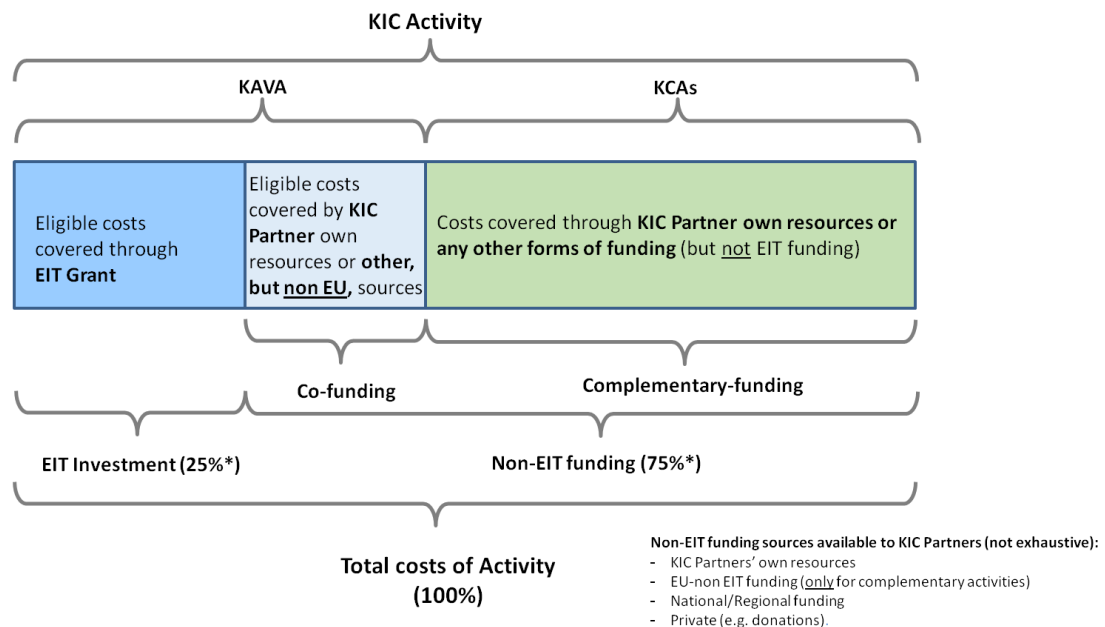 KIC Activity
KAVA
KCAs
Eligible costs
covered through
EIT Grant
Eligible costs
covered by KIC
Partner own
resources or other,
but non EU, sources
Costs covered through KIC Partner own resources or
any other forms of funding (but not EIT funding)
Co-funding
Complementary-funding
EIT Investment (25%*)
Non-EIT funding (75%*)
Total costs of Activity
(100%)
Non-EIT funding sources available to KIC Partners (not exhaustive):
- KIC Partners' own resources
- EU-non EIT funding (only for complementary activities)
- National/Regional funding
- Private (e.g. donations).